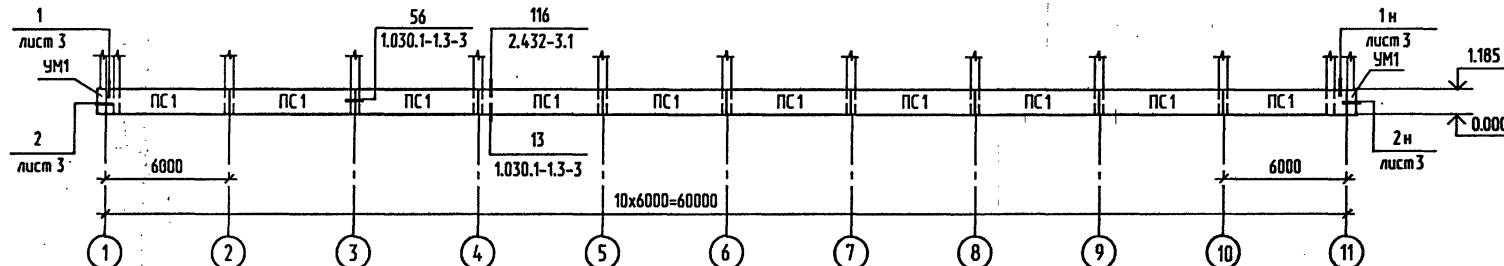 1
лист 3
УМ1
56
1.030.1-1.3-3
116
2.432-3.1
1н
лист 3
УМ1
1.185
ПС1 ПС1 ПС1 ПС1 ПС1 ПС1 ПС1 ПС1 ПС1 ПС1
0.000
2
лист 3
13
1.030.1-1.3-3
2н
лист 3
6000
6000
10х6000=60000
1 2 3 4 5 6 7 8 9 10 11